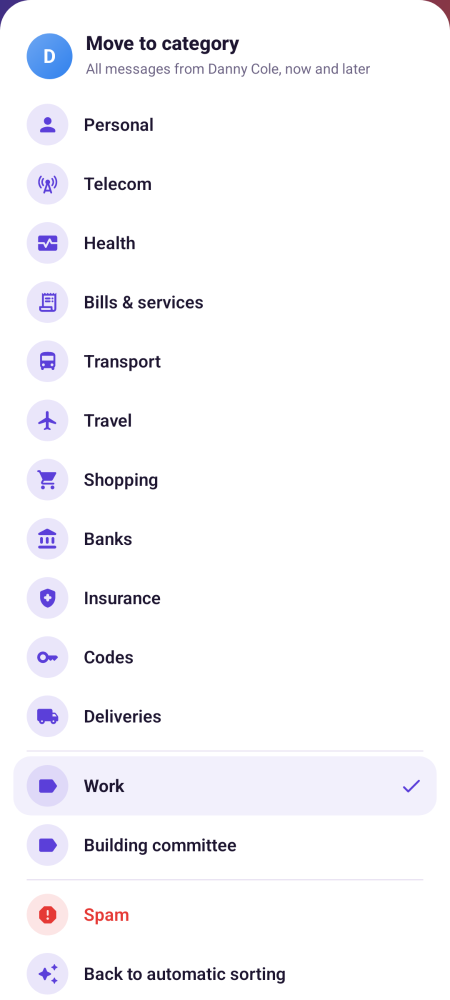 D
Move to category
All messages from Danny Cole, now and later
Personal
Telecom
Health
Bills & services
Transport
Travel
Shopping
Banks
Insurance
Codes
Deliveries
Work
Building committee
Spam
Back to automatic sorting